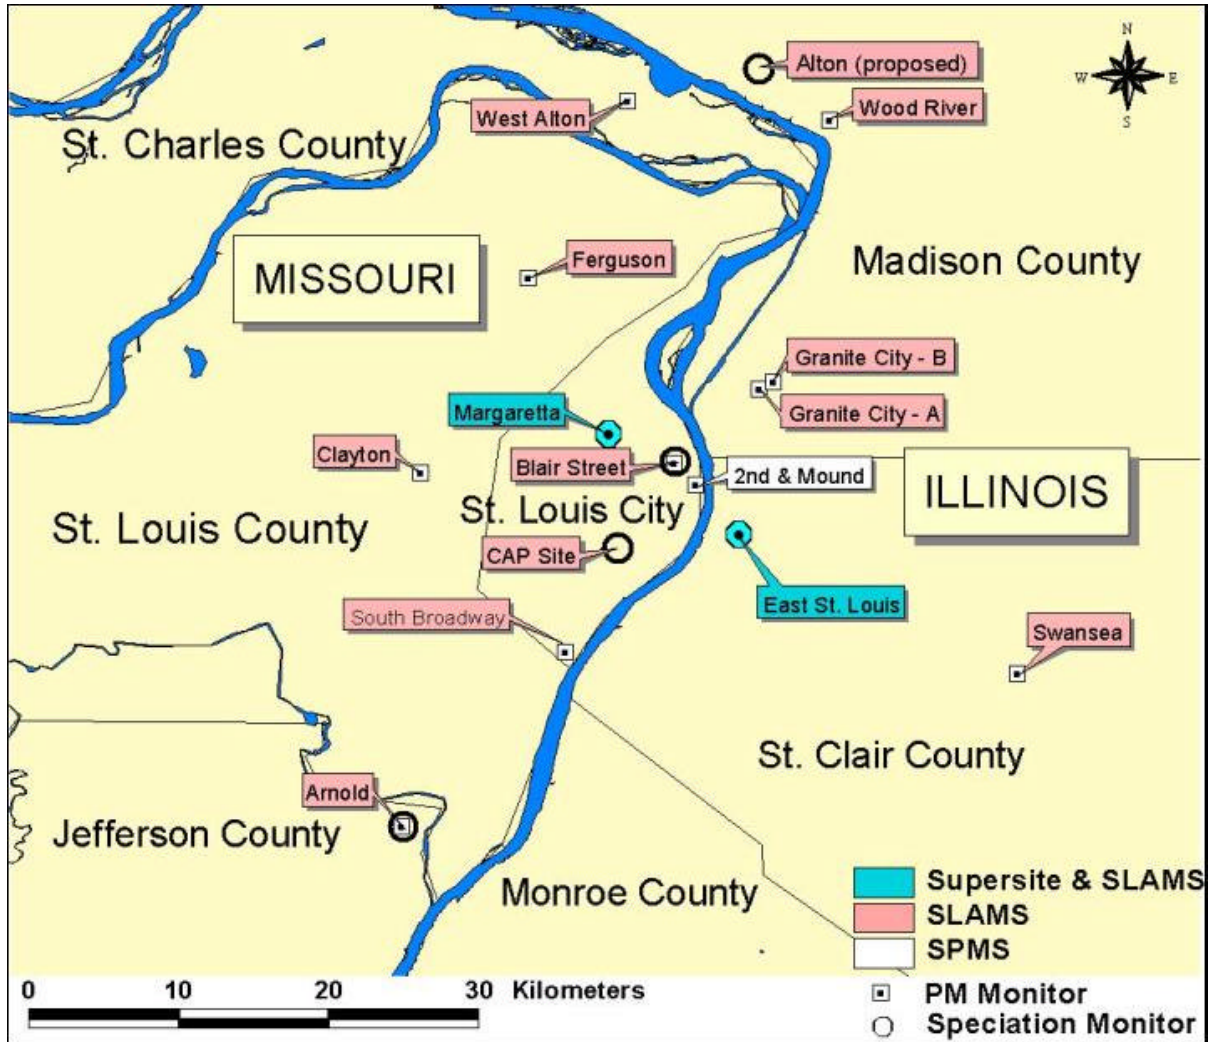 N
Alton (proposed)
W
E
Wood River
West Alton
S
St. Charles County
Ferguson
MISSOURI
Madison County
Granite City - B
Margaretta
Granite City - A
Clayton
Blair Street
2nd & Mound
ILLINOIS
St. Louis City
St. Louis County
CAP Site
East St. Louis
South Broadway
Swansea
St. Clair County
Arnold
Jefferson County
Monroe County
Supersite & SLAMS
SLAMS
SPMS
0 10 20 30 Kilometers
PM Monitor
Speciation Monitor